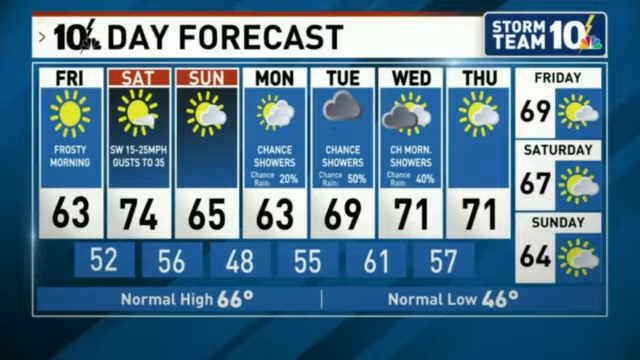 > 10 DAY FORECAST
STORM
TEAM 10
FRI
SAT
SUN
MON
TUE
WED
THU
FROSTY
MORNING
SW 15-25MPH
GUSTS TO 35
CHANCE
SHOWERS
Chance
Rain: 20%
CHANCE
SHOWERS
Chance
Rain: 50%
CH MORN.
SHOWERS
Chance
Rain: 40%
63
74
65
63
69
71
71
52
56
48
55
61
57
FRIDAY
69
SATURDAY
67
SUNDAY
64
Normal High 66°
Normal Low 46°